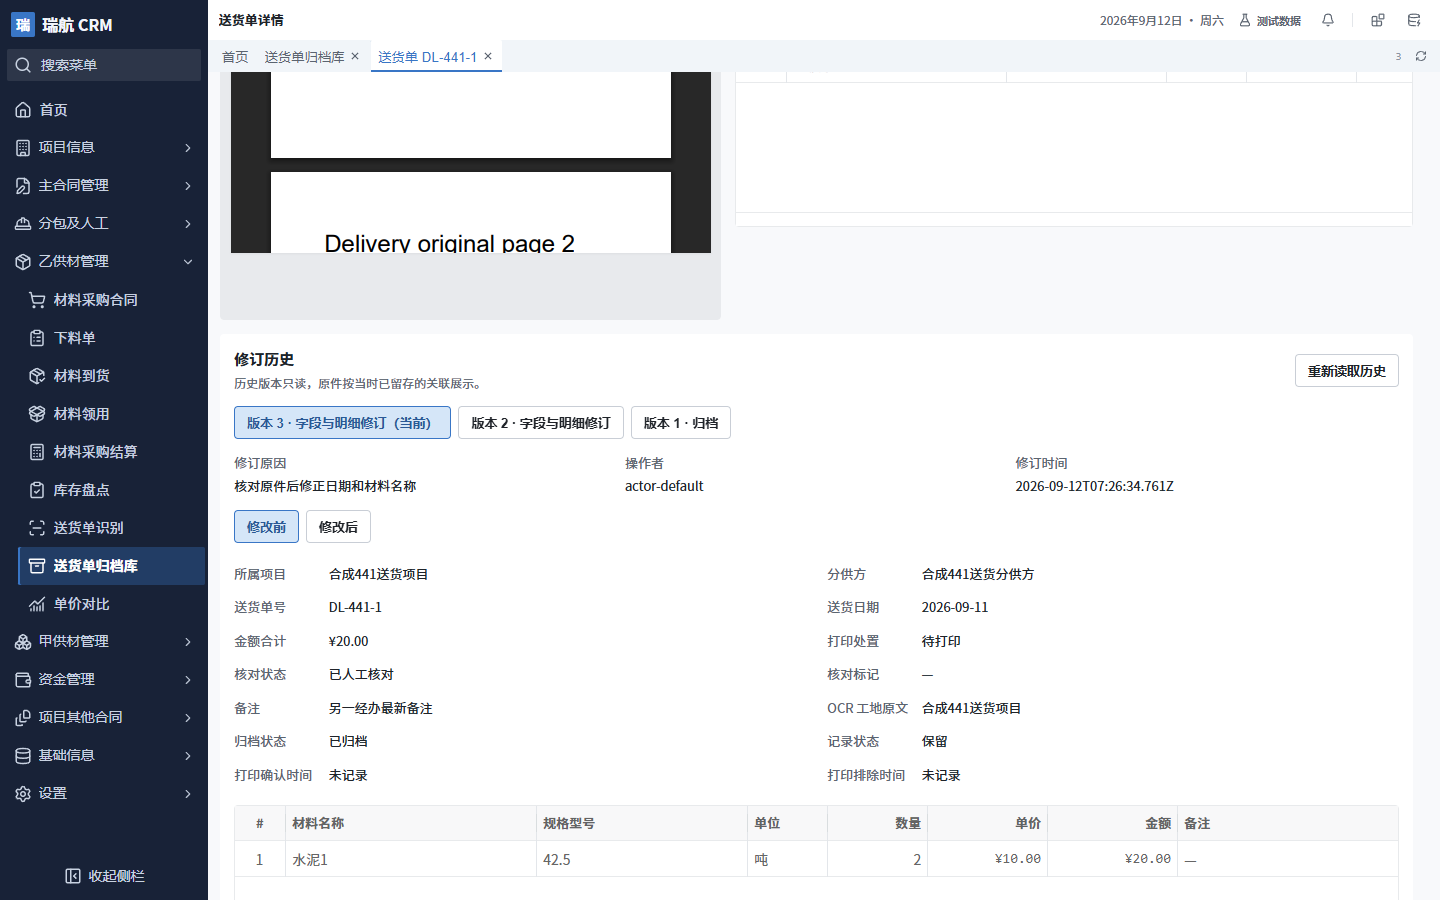 瑞 瑞航 CRM
搜索菜单
首页
项目信息
主合同管理
分包及人工
乙供材管理
材料采购合同
下料单
材料到货
材料领用
材料采购结算
库存盘点
送货单识别
送货单归档库
单价对比
甲供材管理
资金管理
项目其他合同
基础信息
设置
收起侧栏
送货单详情
2026年9月12日 · 周六 测试数据
首页 送货单归档库 送货单 DL-441-1
3
Delivery original page 2
修订历史
历史版本只读，原件按当时已留存的关联展示。
重新读取历史
版本 3 · 字段与明细修订（当前） 版本 2 · 字段与明细修订 版本 1 · 归档
修订原因 操作者 修订时间
核对原件后修正日期和材料名称 actor-default 2026-09-12T07:26:34.761Z
修改前 修改后
所属项目 合成441送货项目 分供方 合成441送货分供方
送货单号 DL-441-1 送货日期 2026-09-11
金额合计 ¥20.00 打印处置 待打印
核对状态 已人工核对 核对标记 —
备注 另一经办最新备注 OCR 工地原文 合成441送货项目
归档状态 已归档 记录状态 保留
打印确认时间 未记录 打印排除时间 未记录
# 材料名称 规格型号 单位 数量 单价 金额 备注
1 水泥1 42.5 吨 2 ¥10.00 ¥20.00 —